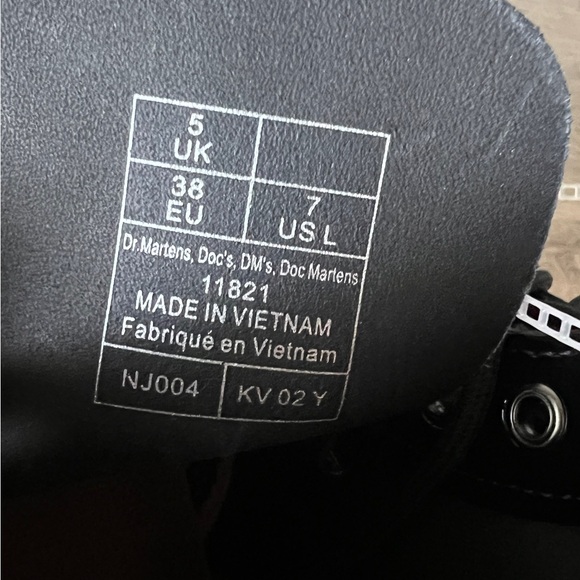 5
UK
38
EU
7
US L
Dr.Martens, Doc's, DM's, Doc Martens
11821
MADE IN VIETNAM
Fabriqué en Vietnam
NJ004
KV 02 Y